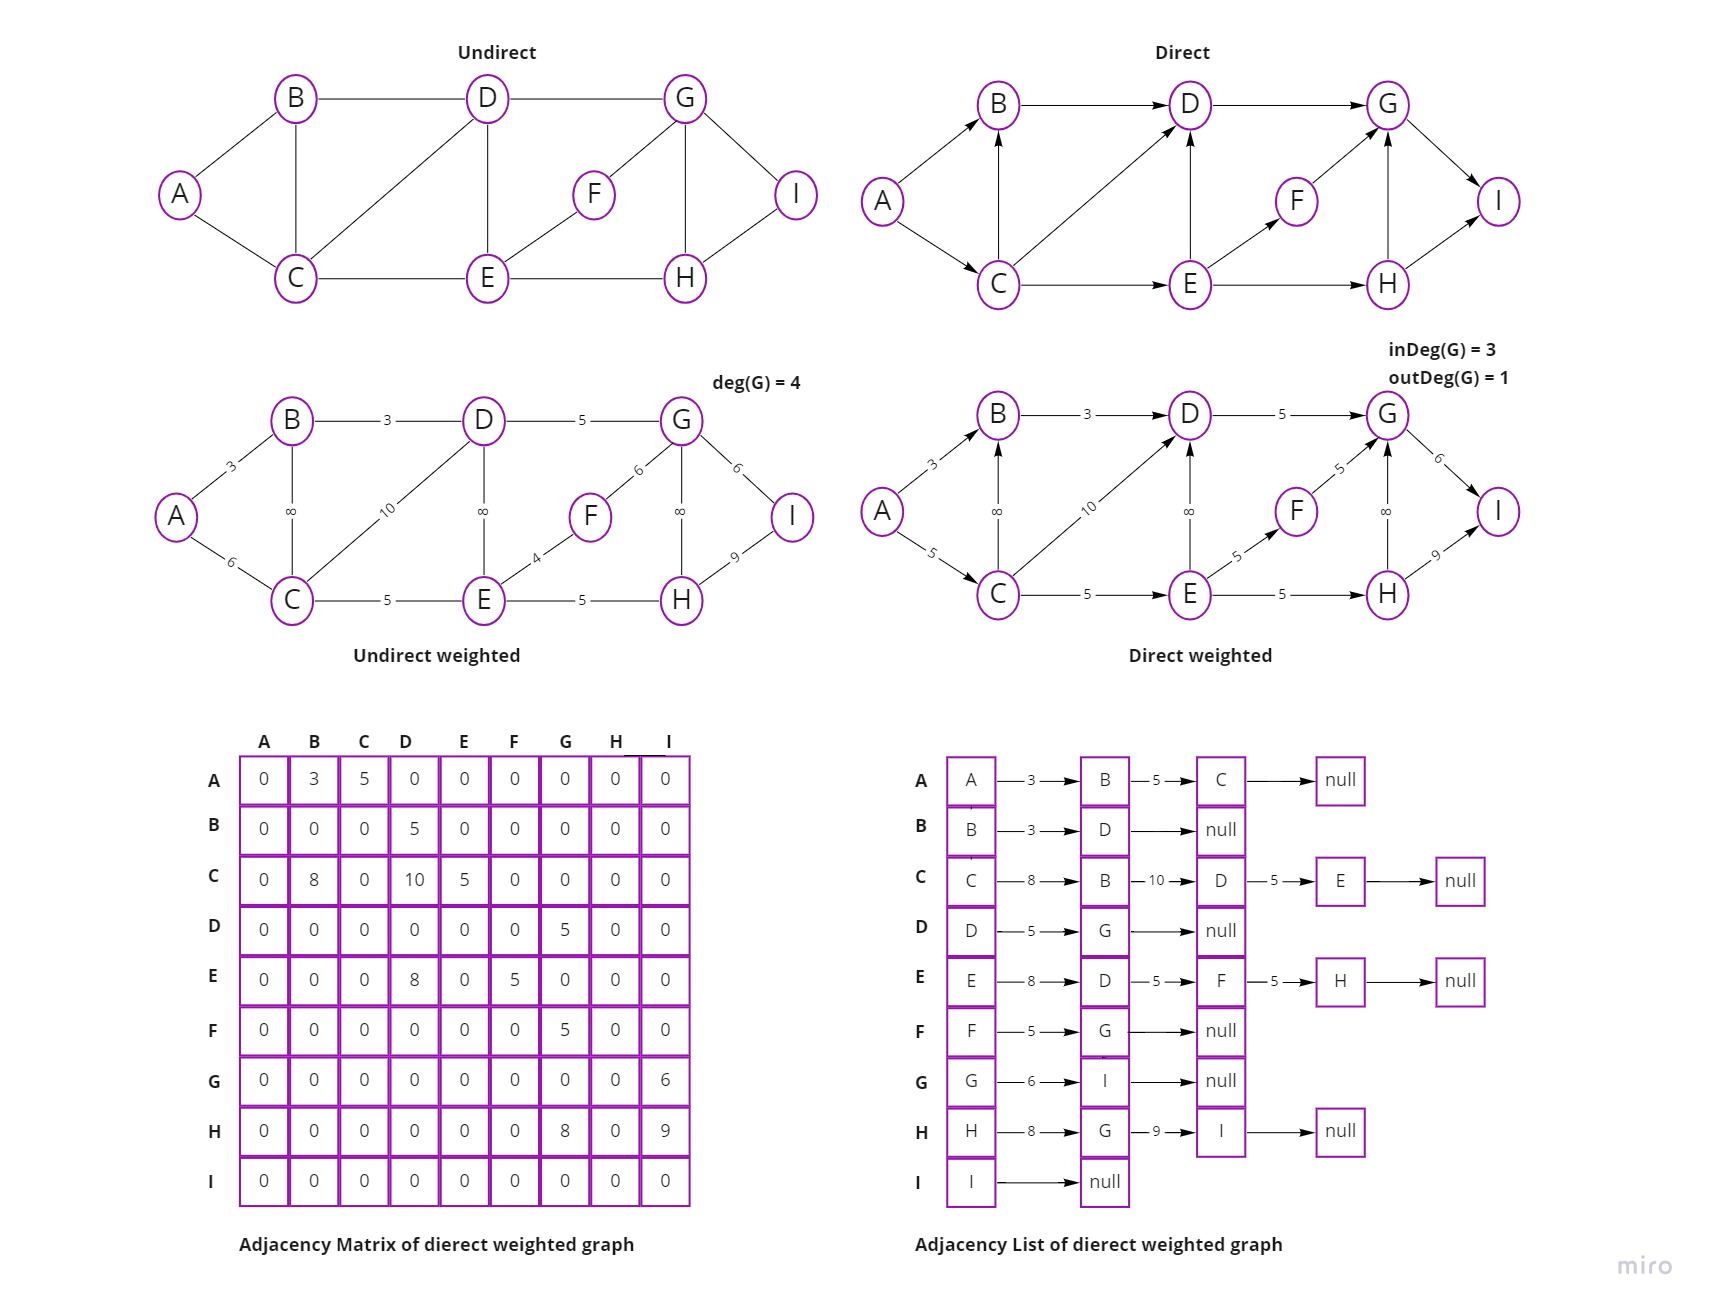 Undirect
B D G
A F I
C E H
Direct
B D G
A F I
C E H
deg(G) = 4
B 3 D 5 G
3 6 6
A 8 10 8 F 8 I
6 4 9
C 5 E 5 H
Undirect weighted
inDeg(G) = 3
outDeg(G) = 1
B 3 D 5 G
3 5 6
A 8 10 8 F 8 I
5 5 9
C 5 E 5 H
Direct weighted
A B C D E F G H I
A 0 3 5 0 0 0 0 0 0
B 0 0 0 5 0 0 0 0 0
C 0 8 0 10 5 0 0 0 0
D 0 0 0 0 0 0 5 0 0
E 0 0 0 8 0 5 0 0 0
F 0 0 0 0 0 0 5 0 0
G 0 0 0 0 0 0 0 0 6
H 0 0 0 0 0 0 8 0 9
I 0 0 0 0 0 0 0 0 0
Adjacency Matrix of dierect weighted graph
A A 3 B 5 C null
B B 3 D null
C C 8 B 10 D 5 E null
D D 5 G null
E E 8 D 5 F 5 H null
F F 5 G null
G G 6 I null
H H 8 G 9 I null
I I null
Adjacency List of dierect weighted graph
miro